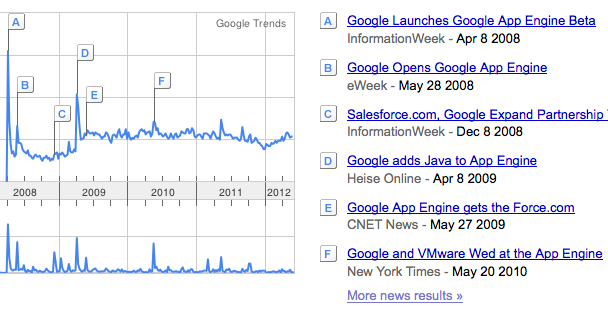 Google Trends
A
B
C
D
E
F
2008
2009
2010
2011
2012
A Google Launches Google App Engine Beta
InformationWeek - Apr 8 2008
B Google Opens Google App Engine
eWeek - May 28 2008
C Salesforce.com, Google Expand Partnership
InformationWeek - Dec 8 2008
D Google adds Java to App Engine
Heise Online - Apr 8 2009
E Google App Engine gets the Force.com
CNET News - May 27 2009
F Google and VMware Wed at the App Engine
New York Times - May 20 2010
More news results »